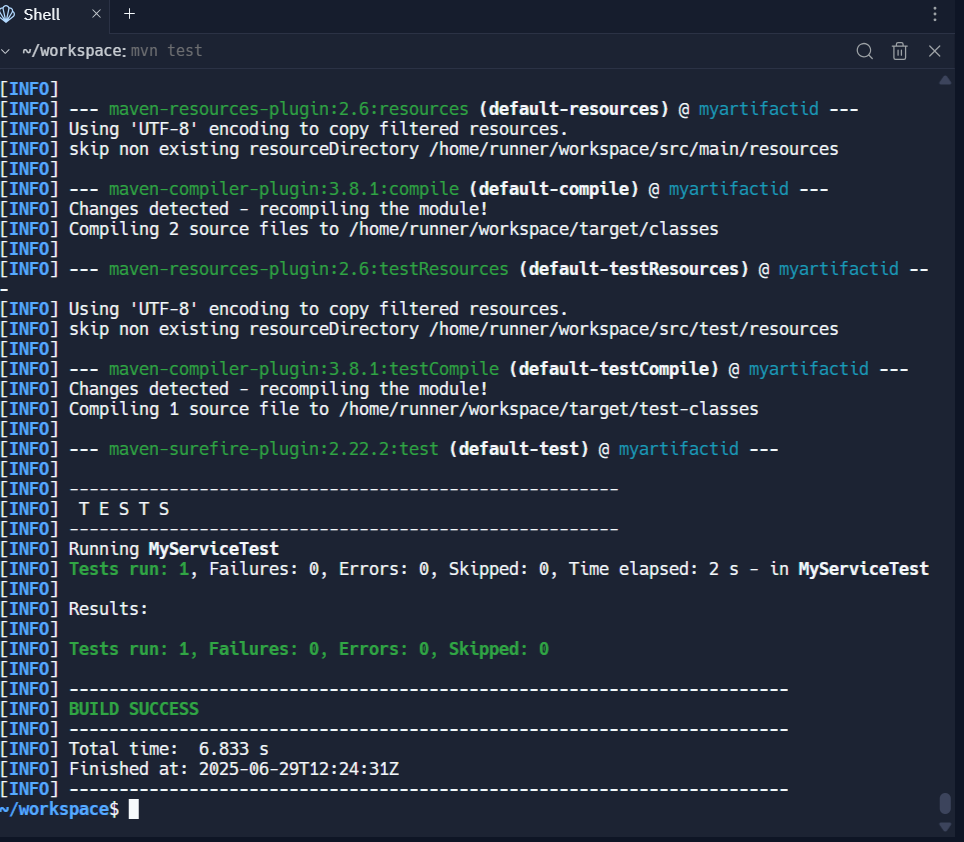 Shell × +
~/workspace: mvn test
[INFO]
[INFO] --- maven-resources-plugin:2.6:resources (default-resources) @ myartifactid ---
[INFO] Using 'UTF-8' encoding to copy filtered resources.
[INFO] skip non existing resourceDirectory /home/runner/workspace/src/main/resources
[INFO]
[INFO] --- maven-compiler-plugin:3.8.1:compile (default-compile) @ myartifactid ---
[INFO] Changes detected - recompiling the module!
[INFO] Compiling 2 source files to /home/runner/workspace/target/classes
[INFO]
[INFO] --- maven-resources-plugin:2.6:testResources (default-testResources) @ myartifactid --
-
[INFO] Using 'UTF-8' encoding to copy filtered resources.
[INFO] skip non existing resourceDirectory /home/runner/workspace/src/test/resources
[INFO]
[INFO] --- maven-compiler-plugin:3.8.1:testCompile (default-testCompile) @ myartifactid ---
[INFO] Changes detected - recompiling the module!
[INFO] Compiling 1 source file to /home/runner/workspace/target/test-classes
[INFO]
[INFO] --- maven-surefire-plugin:2.22.2:test (default-test) @ myartifactid ---
[INFO]
[INFO] -------------------------------------------------------
[INFO]  T E S T S
[INFO] -------------------------------------------------------
[INFO] Running MyServiceTest
[INFO] Tests run: 1, Failures: 0, Errors: 0, Skipped: 0, Time elapsed: 2 s - in MyServiceTest
[INFO]
[INFO] Results:
[INFO]
[INFO] Tests run: 1, Failures: 0, Errors: 0, Skipped: 0
[INFO]
[INFO] ------------------------------------------------------------------------
[INFO] BUILD SUCCESS
[INFO] ------------------------------------------------------------------------
[INFO] Total time:  6.833 s
[INFO] Finished at: 2025-06-29T12:24:31Z
[INFO] ------------------------------------------------------------------------
~/workspace$